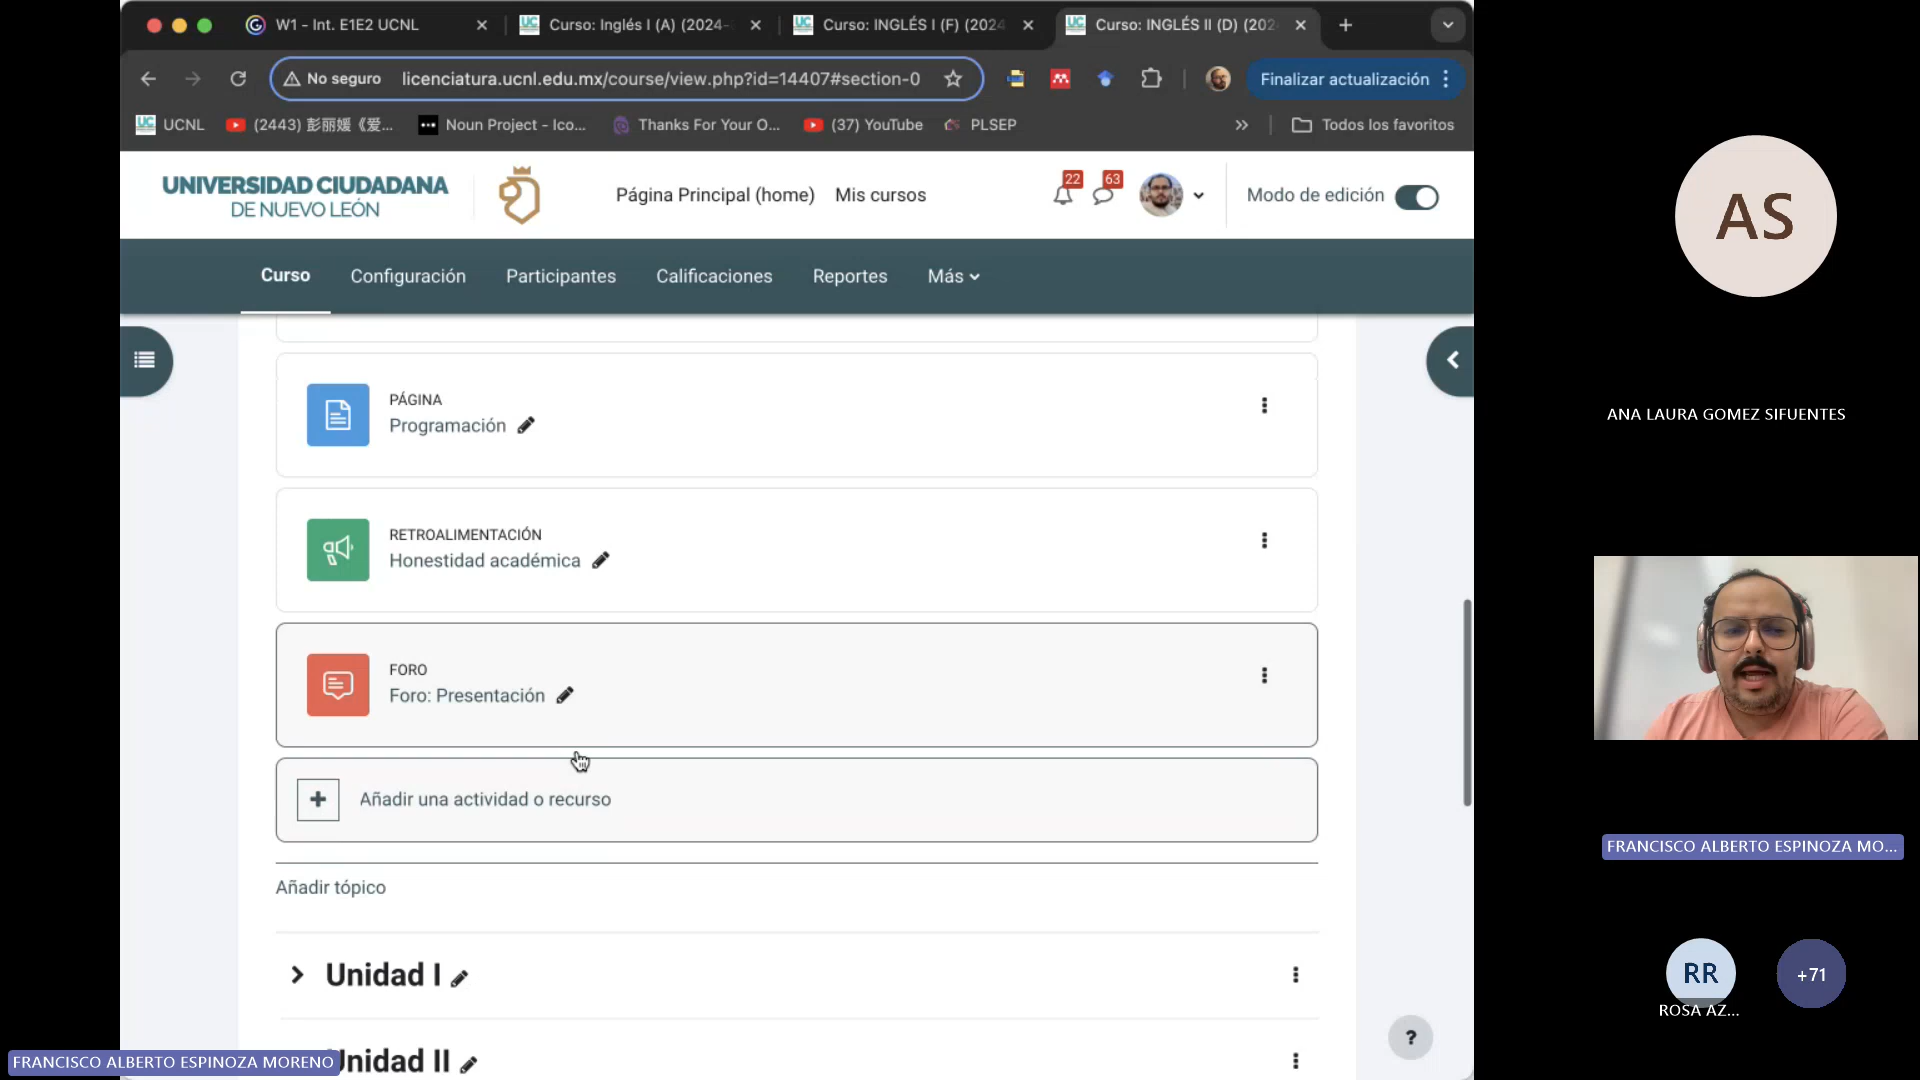 W1 - Int. E1E2 UCNL
Curso: Inglés I (A) (2024-
Curso: INGLÉS I (F) (2024
Curso: INGLÉS II (D) (202
No seguro
licenciatura.ucnl.edu.mx/course/view.php?id=14407#section-0
Finalizar actualización
UCNL
(2443) 彭丽媛《爱...
Noun Project - Ico...
Thanks For Your O...
(37) YouTube
PLSEP
Todos los favoritos
UNIVERSIDAD CIUDADANA
DE NUEVO LEÓN
Página Principal (home)
Mis cursos
22
63
Modo de edición
Curso
Configuración
Participantes
Calificaciones
Reportes
Más
PÁGINA
Programación
RETROALIMENTACIÓN
Honestidad académica
FORO
Foro: Presentación
Añadir una actividad o recurso
Añadir tópico
Unidad I
Unidad II
?
FRANCISCO ALBERTO ESPINOZA MORENO
AS
ANA LAURA GOMEZ SIFUENTES
FRANCISCO ALBERTO ESPINOZA MO...
RR
+71
ROSA AZ...